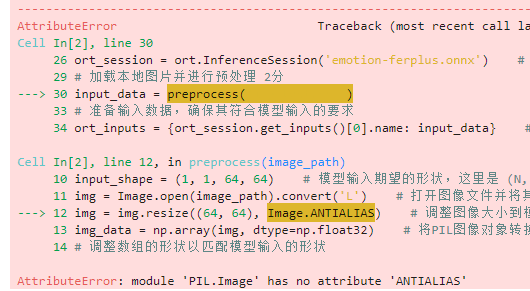 AttributeError                            Traceback (most recent call la
Cell In[2], line 30
26 ort_session = ort.InferenceSession('emotion-ferplus.onnx')    #
29 # 加载本地图片并进行预处理 2分
---> 30 input_data = preprocess(            )
33 # 准备输入数据，确保其符合模型输入的要求
34 ort_inputs = {ort_session.get_inputs()[0].name: input_data}    #
Cell In[2], line 12, in preprocess(image_path)
10 input_shape = (1, 1, 64, 64)    # 模型输入期望的形状，这里是 (N,
11 img = Image.open(image_path).convert('L')    # 打开图像文件并将其
---> 12 img = img.resize((64, 64), Image.ANTIALIAS)    # 调整图像大小到模
13 img_data = np.array(img, dtype=np.float32)    # 将PIL图像对象转换
14 # 调整数组的形状以匹配模型输入的形状
AttributeError: module 'PIL.Image' has no attribute 'ANTIALIAS'